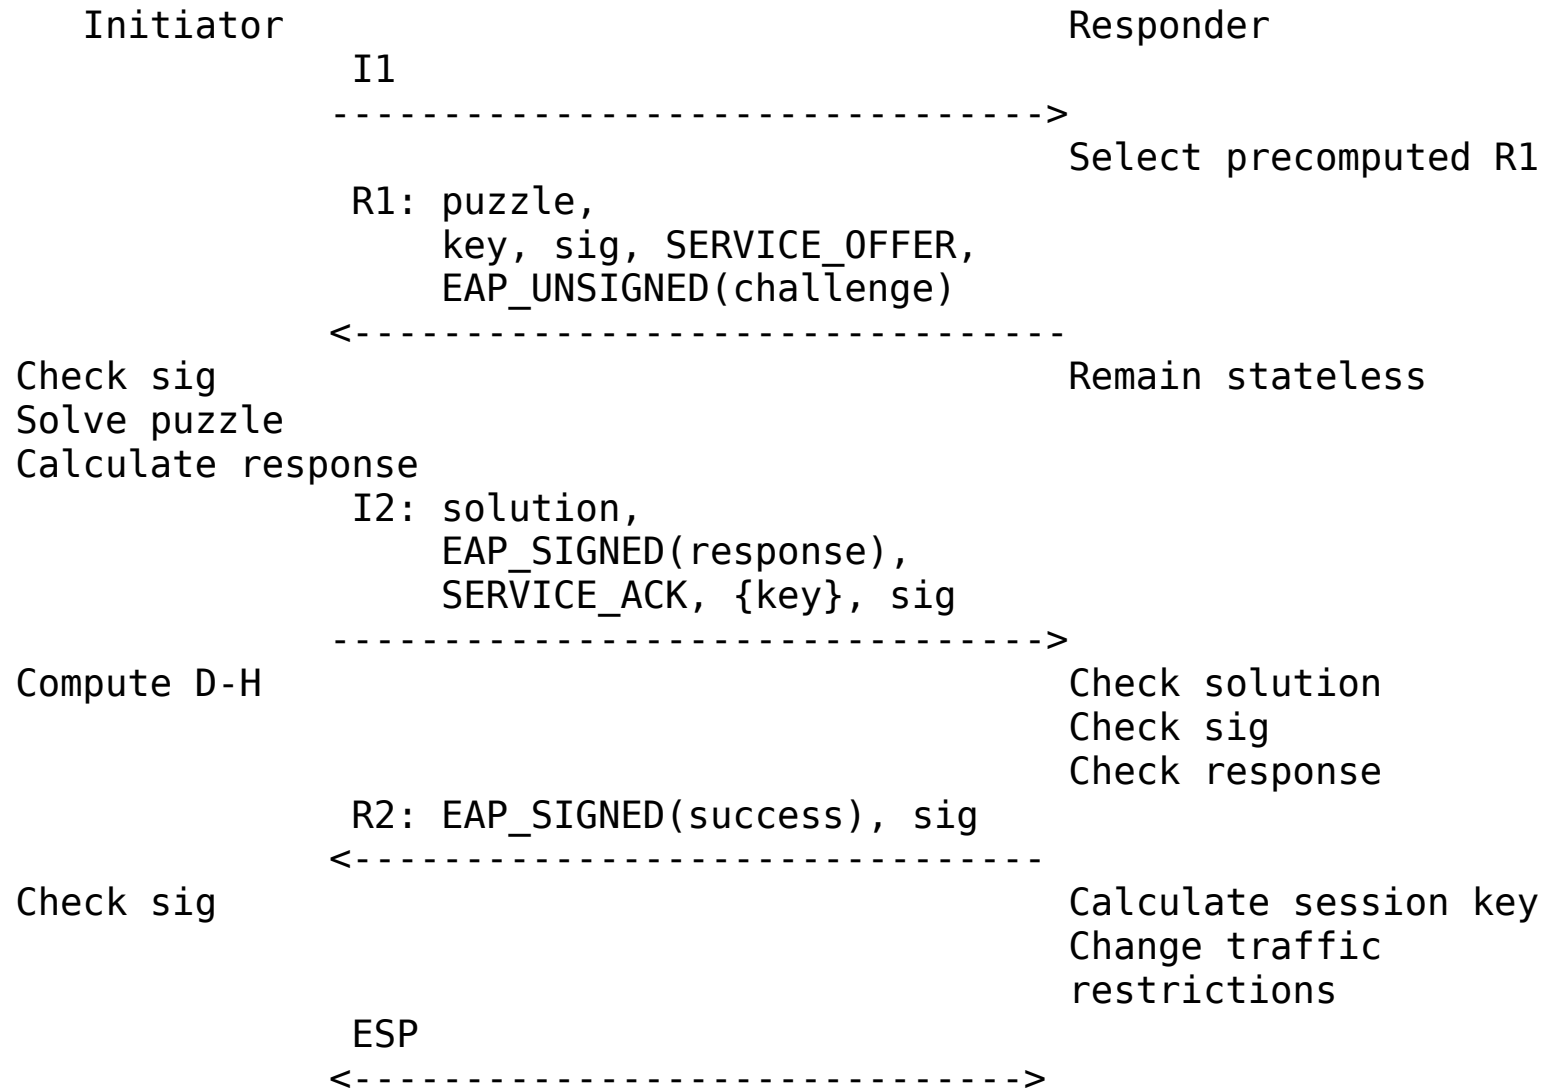 Initiator                                   Responder
               I1
              -------------------------------->
                                               Select precomputed R1
               R1: puzzle,
                   key, sig, SERVICE_OFFER,
                   EAP_UNSIGNED(challenge)
              <--------------------------------
Check sig                                      Remain stateless
Solve puzzle
Calculate response
               I2: solution,
                   EAP_SIGNED(response),
                   SERVICE_ACK, {key}, sig
              -------------------------------->
Compute D-H                                    Check solution
                                               Check sig
                                               Check response
               R2: EAP_SIGNED(success), sig
              <-------------------------------
Check sig                                      Calculate session key
                                               Change traffic
                                               restrictions
               ESP
              <------------------------------>